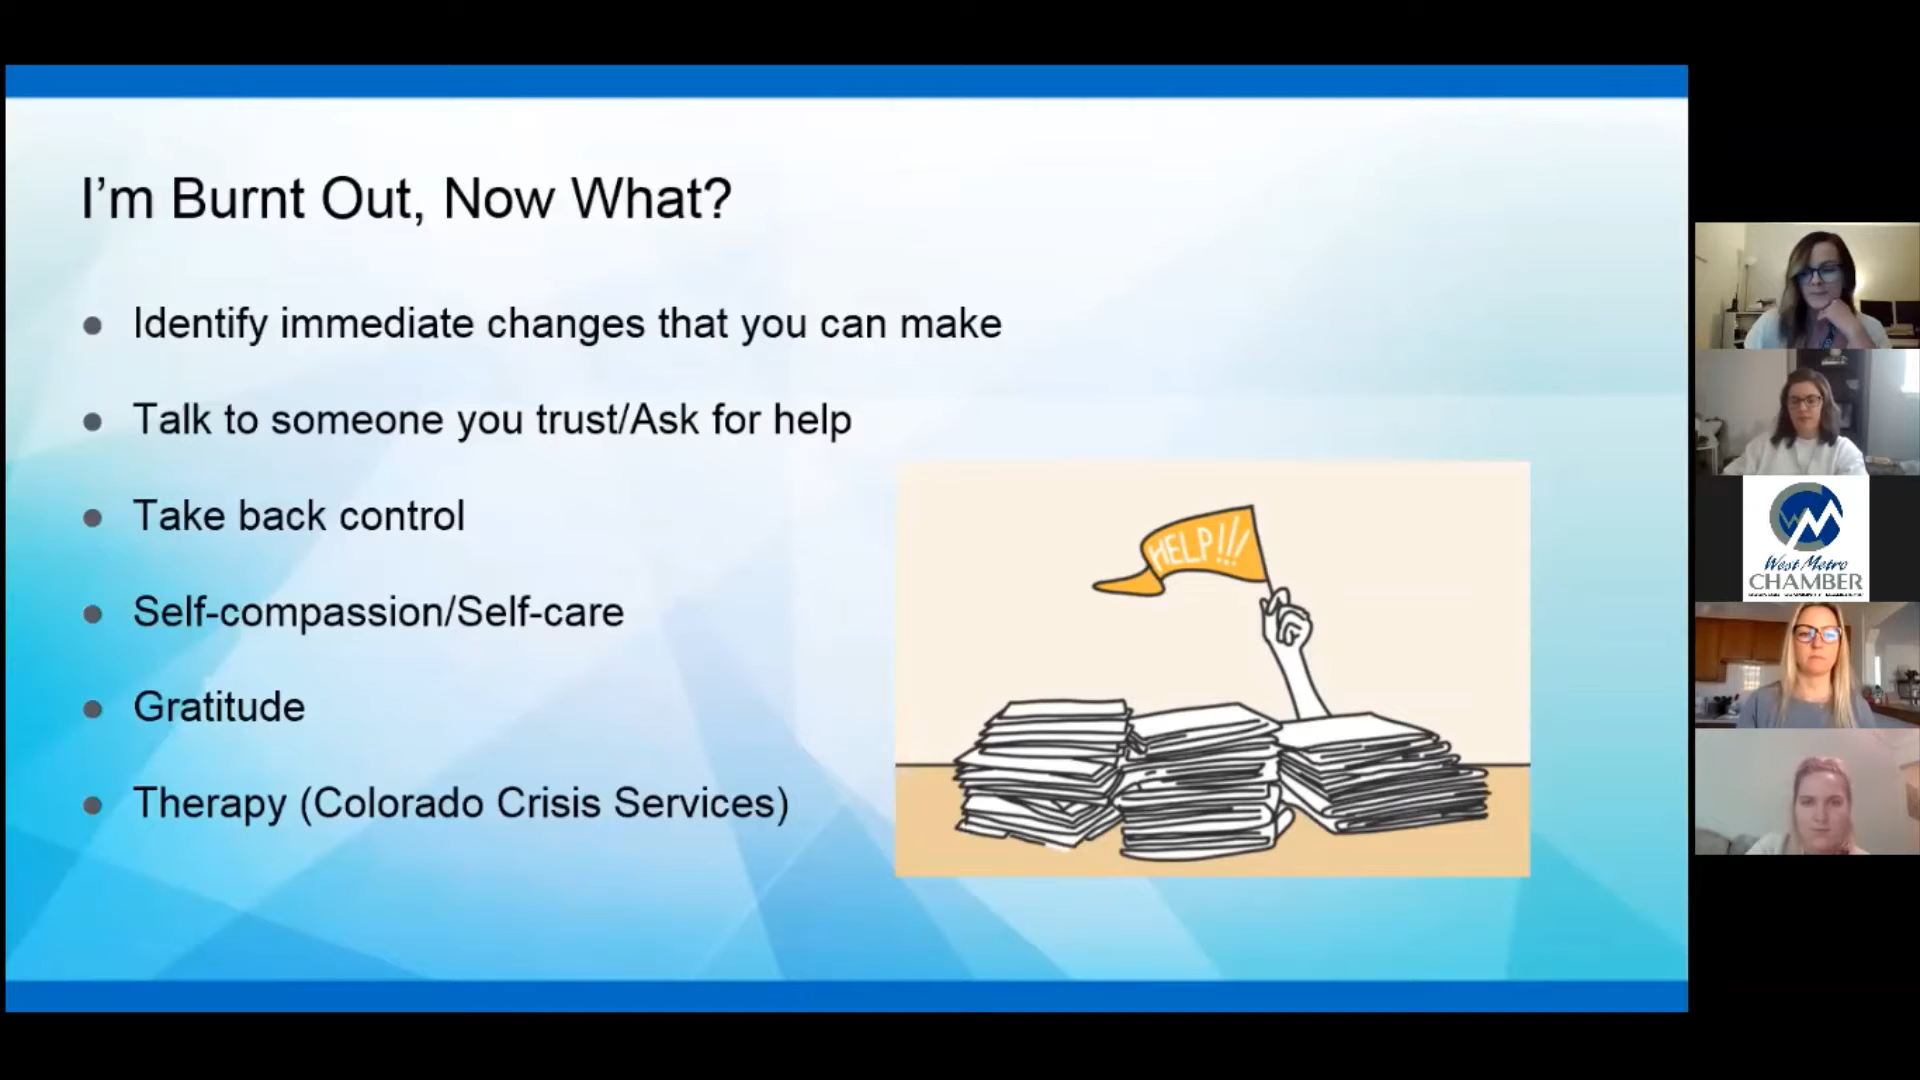 I'm Burnt Out, Now What?
Identify immediate changes that you can make
Talk to someone you trust/Ask for help
Take back control
Self-compassion/Self-care
Gratitude
Therapy (Colorado Crisis Services)
HELP!!!
West Metro
CHAMBER